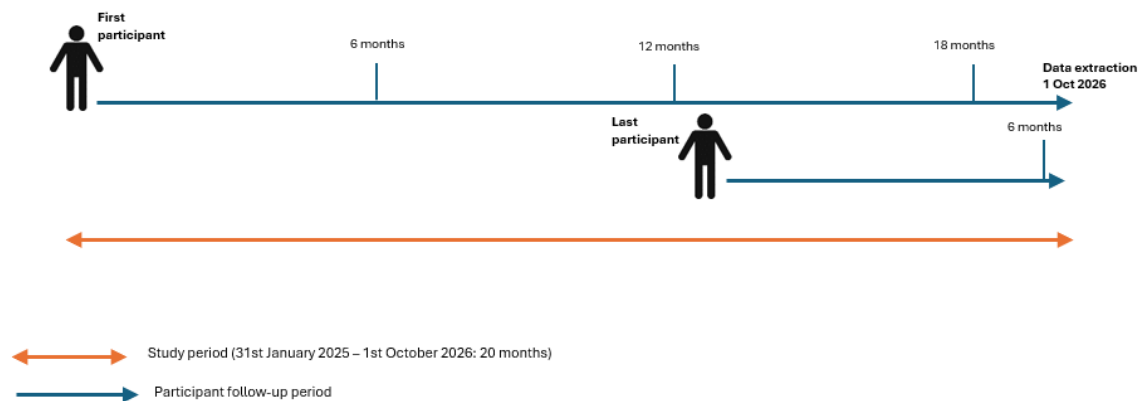 First
participant
6 months
12 months
18 months
Data extraction
1 Oct 2026
Last
participant
6 months
Study period (31st January 2025 – 1st October 2026: 20 months)
Participant follow-up period